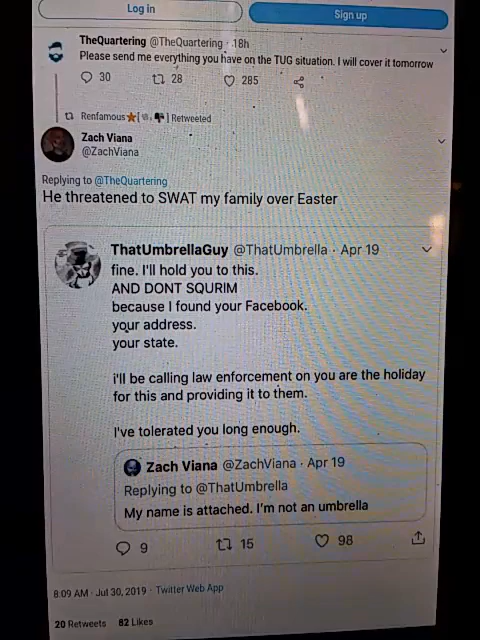 Log in
Sign up
TheQuartering @TheQuartering · 18h
Please send me everything you have on the TUG situation. I will cover it tomorrow
30 28 285
Renfamous⭐[ , ] Retweeted
Zach Viana
@ZachViana
Replying to @TheQuartering
He threatened to SWAT my family over Easter
ThatUmbrellaGuy @ThatUmbrella · Apr 19
fine. I'll hold you to this.
AND DONT SQURIM
because I found your Facebook.
your address.
your state.
i'll be calling law enforcement on you are the holiday
for this and providing it to them.
I've tolerated you long enough.
Zach Viana @ZachViana · Apr 19
Replying to @ThatUmbrella
My name is attached. I'm not an umbrella
9 15 98
8:09 AM · Jul 30, 2019 · Twitter Web App
20 Retweets 82 Likes